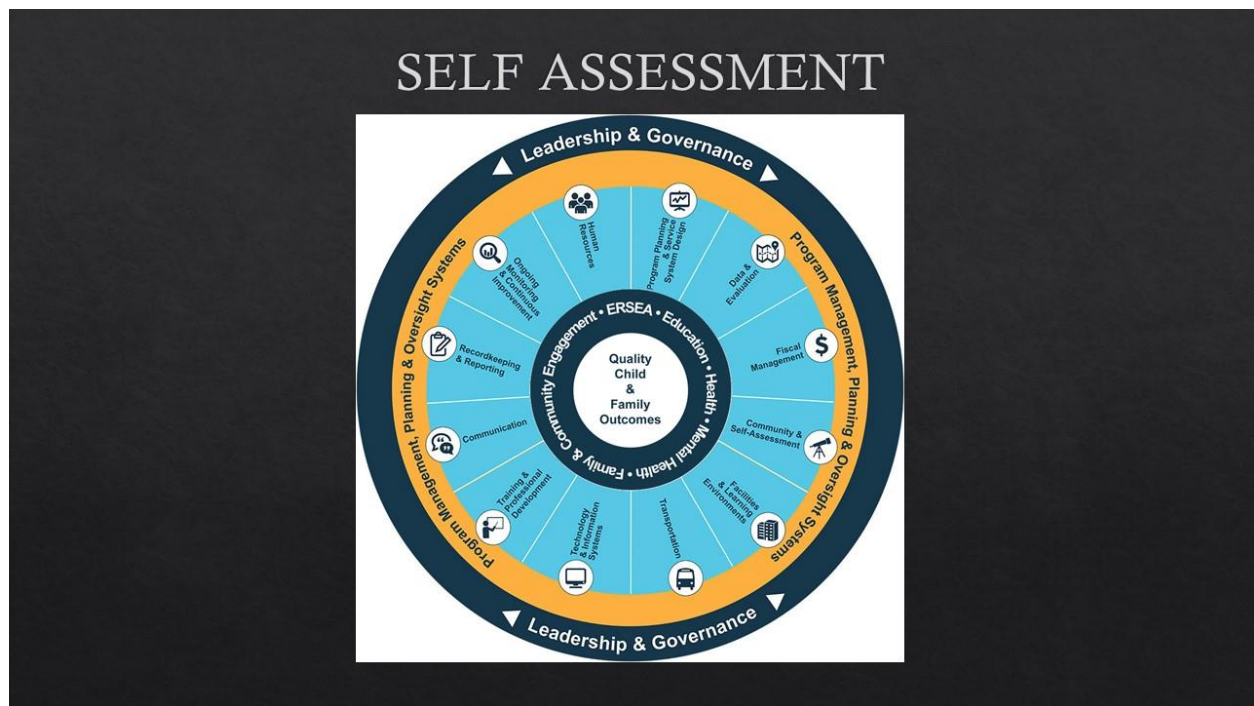 SELF ASSESSMENT
Leadership & Governance
Program Management, Planning & Oversight Systems
Program Management, Planning & Oversight Systems
Program Planning
& Service
System Design
Data &
Evaluation
Fiscal
Management
Community &
Self-Assessment
Facilities
& Learning
Environments
Transportation
Technology
& Information
Systems
Training &
Professional
Development
Communication
Recordkeeping
& Reporting
Ongoing
Monitoring
& Continuous
Improvement
Human
Resources
ERSEA • Education • Health • Mental Health • Family & Community Engagement •
Quality
Child
&
Family
Outcomes
Leadership & Governance